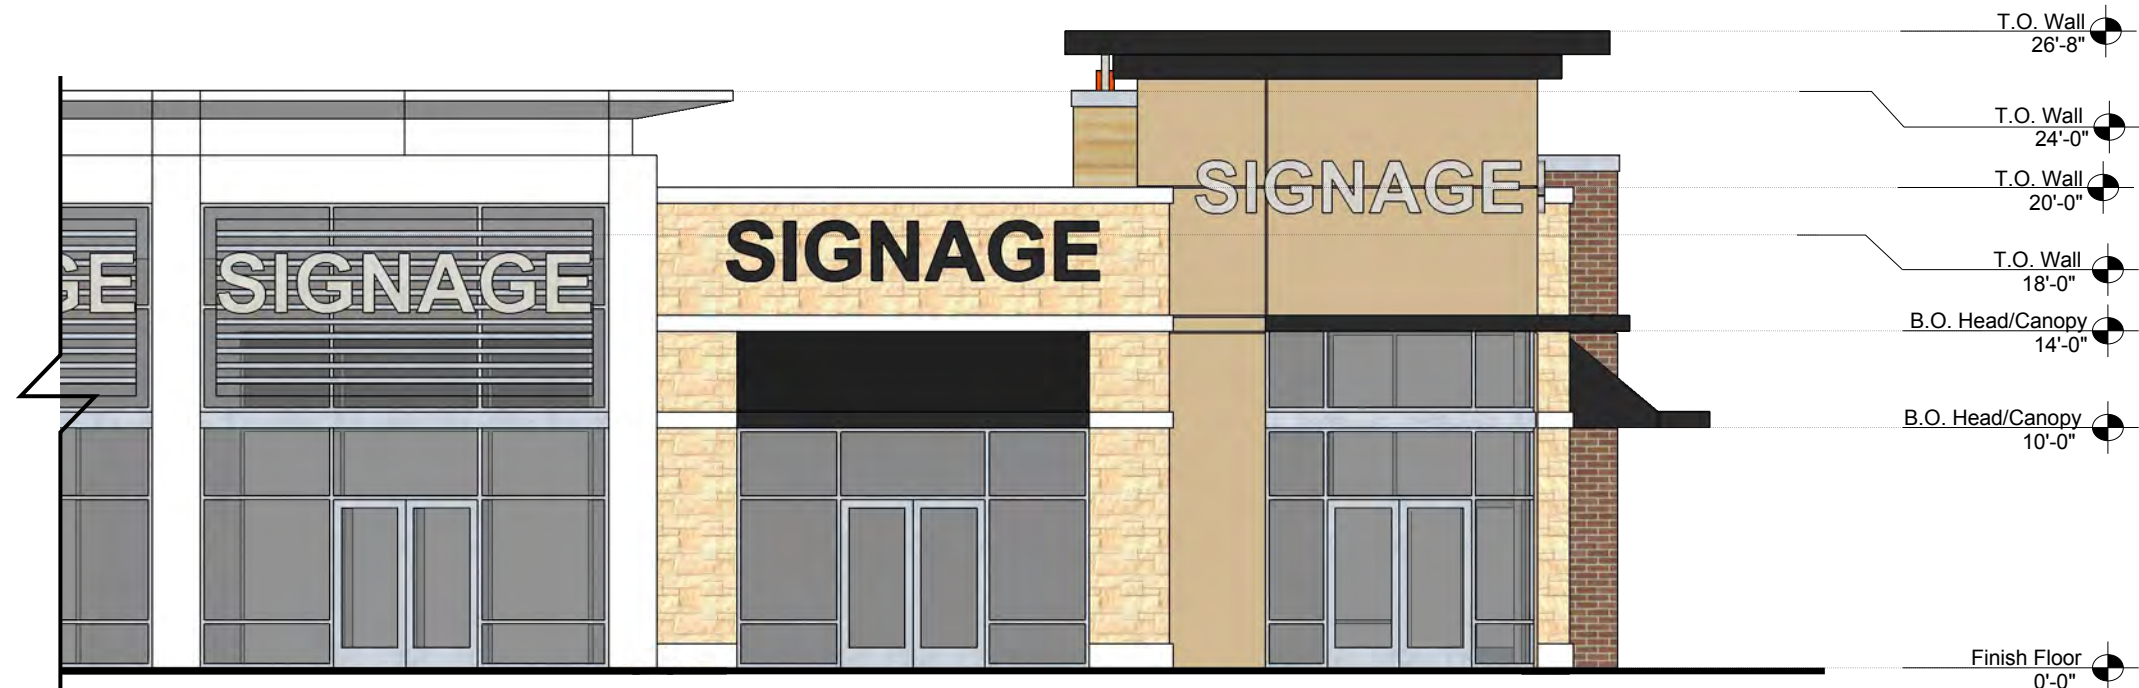 T.O. Wall
26'-8"
T.O. Wall
24'-0"
SIGNAGE
T.O. Wall
20'-0"
SIGNAGE
GE
SIGNAGE
T.O. Wall
18'-0"
B.O. Head/Canopy
14'-0"
B.O. Head/Canopy
10'-0"
Finish Floor
0'-0"